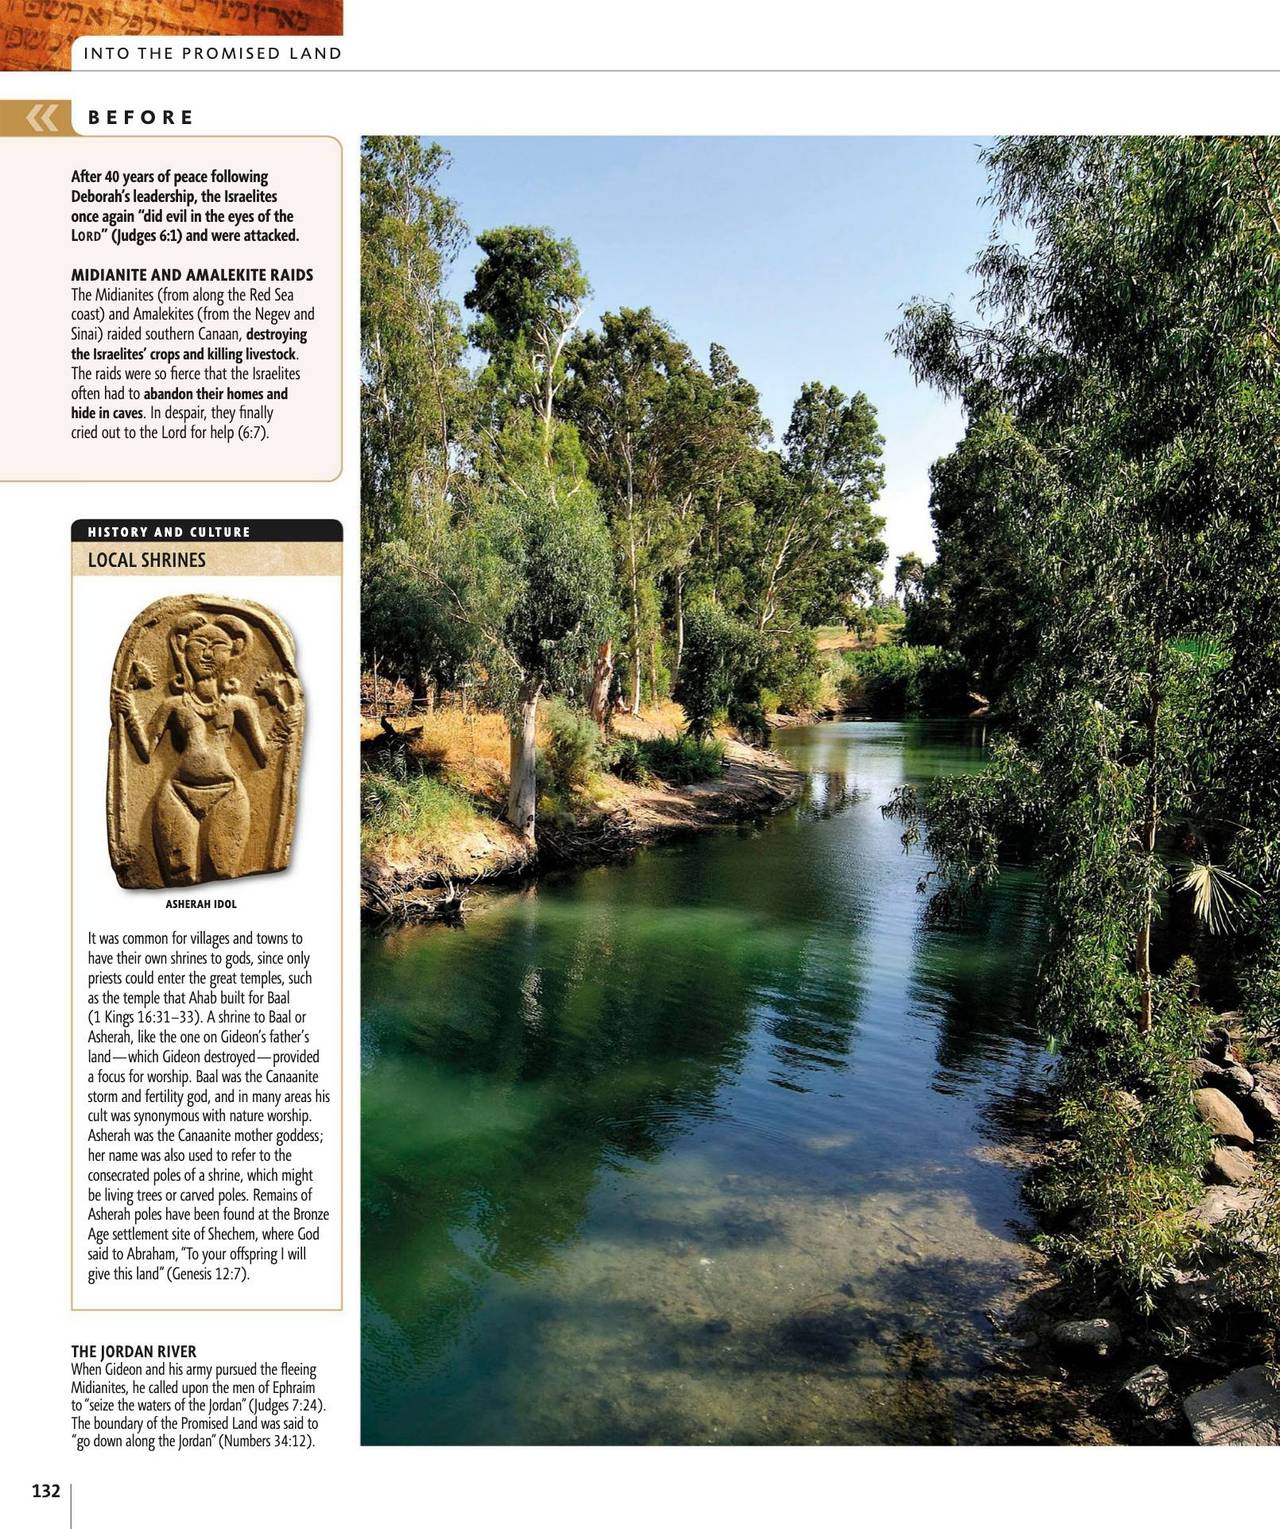 INTO THE PROMISED LAND
BEFORE
After 40 years of peace following
Deborah's leadership, the Israelites
once again "did evil in the eyes of the
LORD" (Judges 6:1) and were attacked.
MIDIANITE AND AMALEKITE RAIDS
The Midianites (from along the Red Sea
coast) and Amalekites (from the Negev and
Sinai) raided southern Canaan, destroying
the Israelites' crops and killing livestock.
The raids were so fierce that the Israelites
often had to abandon their homes and
hide in caves. In despair, they finally
cried out to the Lord for help (6:7).
HISTORY AND CULTURE
LOCAL SHRINES
ASHERAH IDOL
It was common for villages and towns to
have their own shrines to gods, since only
priests could enter the great temples, such
as the temple that Ahab built for Baal
(1 Kings 16:31–33). A shrine to Baal or
Asherah, like the one on Gideon's father's
land—which Gideon destroyed—provided
a focus for worship. Baal was the Canaanite
storm and fertility god, and in many areas his
cult was synonymous with nature worship.
Asherah was the Canaanite mother goddess;
her name was also used to refer to the
consecrated poles of a shrine, which might
be living trees or carved poles. Remains of
Asherah poles have been found at the Bronze
Age settlement site of Shechem, where God
said to Abraham, "To your offspring I will
give this land" (Genesis 12:7).
THE JORDAN RIVER
When Gideon and his army pursued the fleeing
Midianites, he called upon the men of Ephraim
to "seize the waters of the Jordan" (Judges 7:24).
The boundary of the Promised Land was said to
"go down along the Jordan" (Numbers 34:12).
132